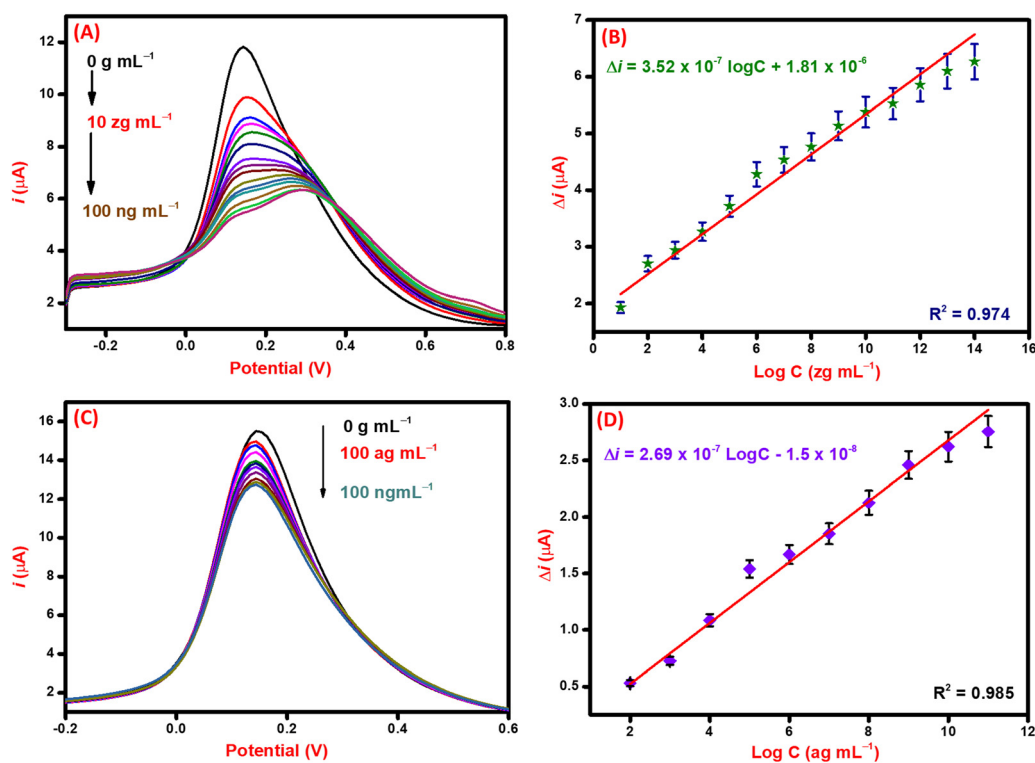 (A)
0 g mL⁻¹
10 zg mL⁻¹
100 ng mL⁻¹
12
10
8
6
4
2
i (µA)
-0.2 0.0 0.2 0.4 0.6 0.8
Potential (V)
(B)
Δi = 3.52 x 10⁻⁷ logC + 1.81 x 10⁻⁶
R² = 0.974
7
6
5
4
3
2
Δi (µA)
0 2 4 6 8 10 12 14 16
Log C (zg mL⁻¹)
(C)
0 g mL⁻¹
100 ag mL⁻¹
100 ngmL⁻¹
16
14
12
10
8
6
4
2
i (µA)
-0.2 0.0 0.2 0.4 0.6
Potential (V)
(D)
Δi = 2.69 x 10⁻⁷ LogC - 1.5 x 10⁻⁸
R² = 0.985
3.0
2.5
2.0
1.5
1.0
0.5
Δi (µA)
2 4 6 8 10 12
Log C (ag mL⁻¹)